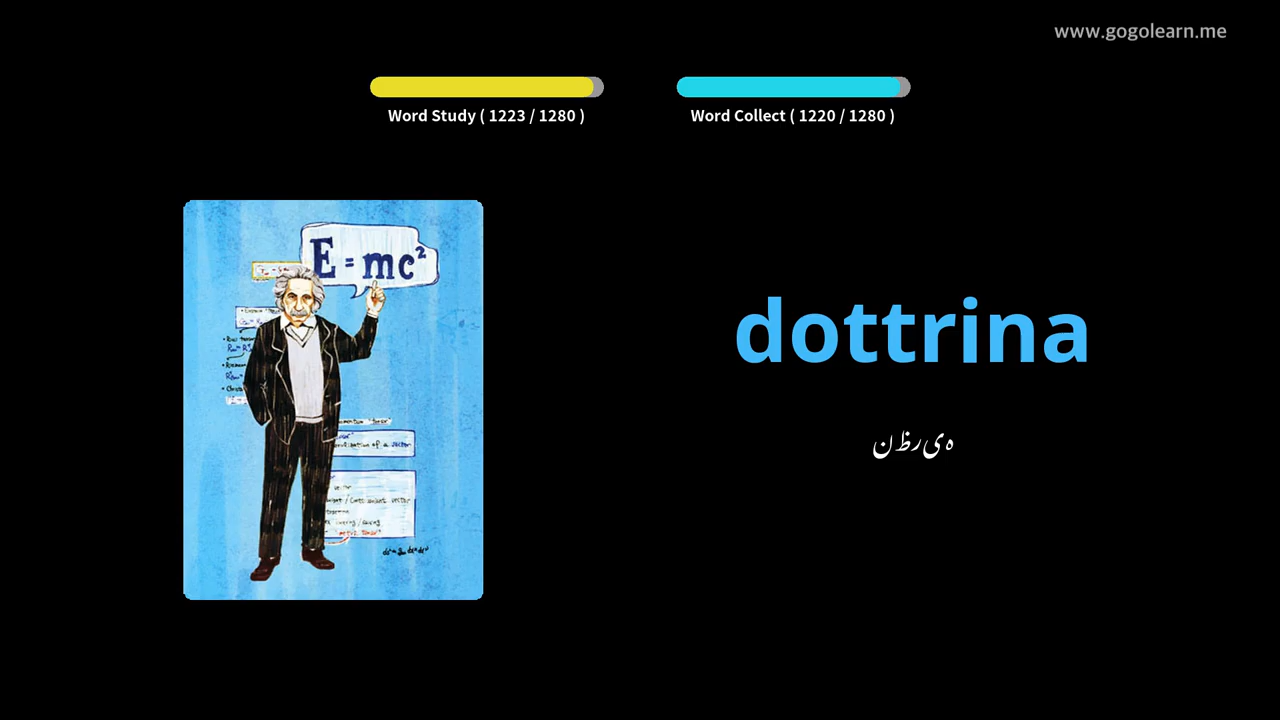 www.gogolearn.me
Word Study ( 1223 / 1280 )
Word Collect ( 1220 / 1280 )
E = mc²
dottrina
نظریہ